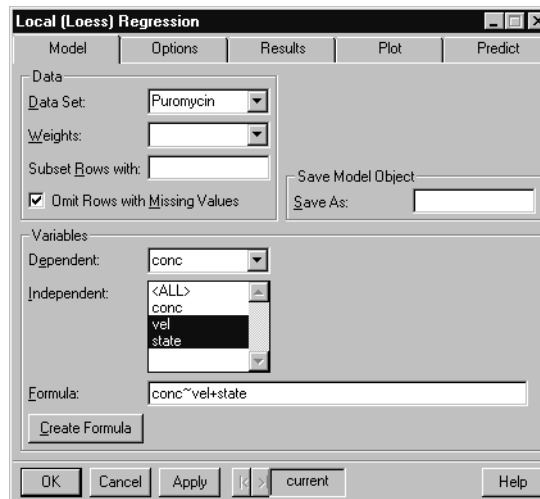 Local (Loess) Regression
Model Options Results Plot Predict
Data
Data Set: Puromycin
Weights:
Subset Rows with:
Omit Rows with Missing Values
Save Model Object
Save As:
Variables
Dependent: conc
Independent: <ALL>
conc
vel
state
Formula: conc~vel+state
Create Formula
OK Cancel Apply current Help